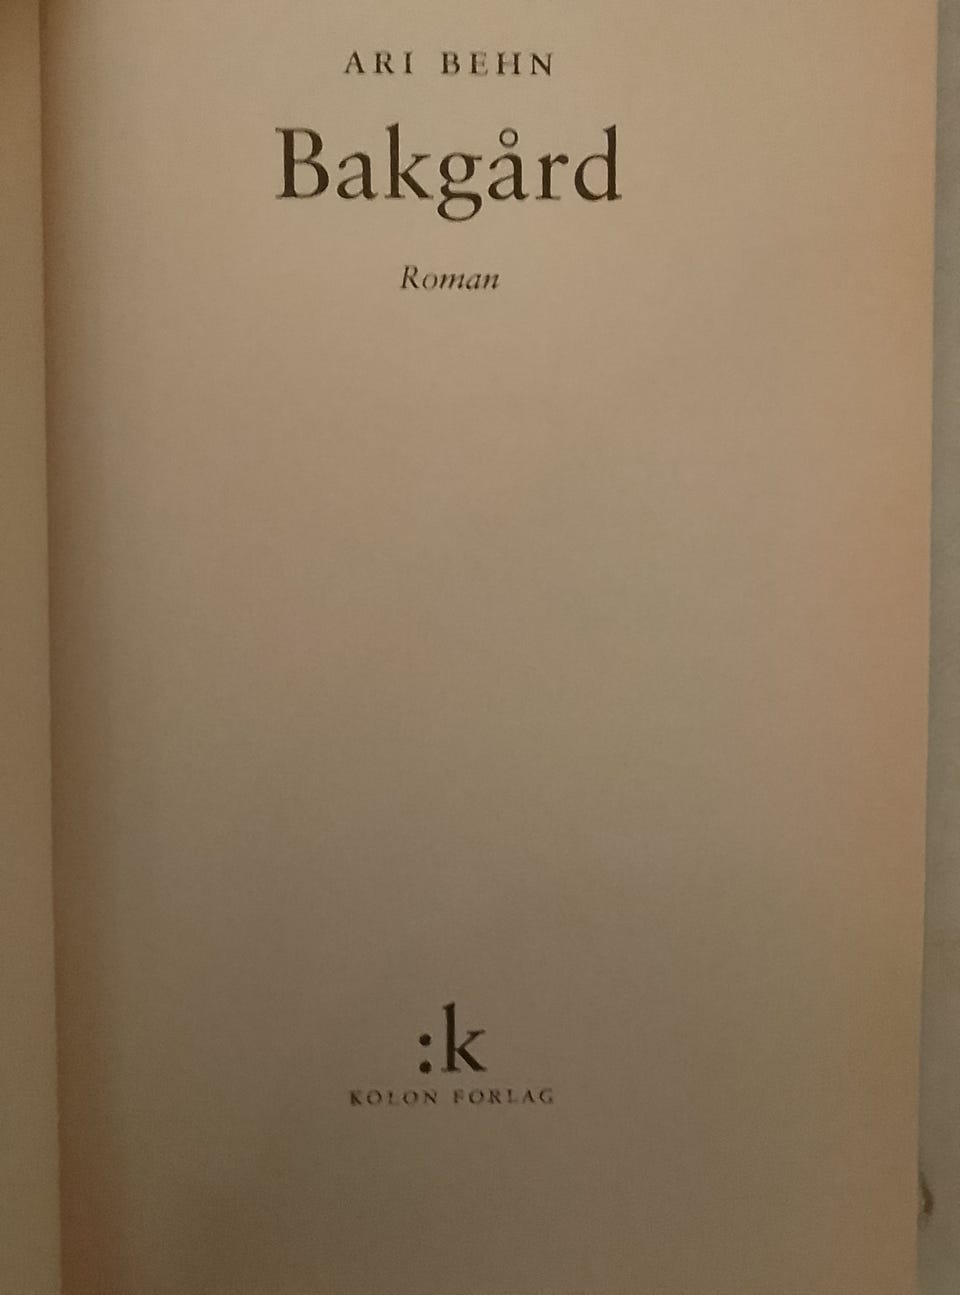 ARI BEHN
Bakgård
Roman
:k
KOLON FORLAG